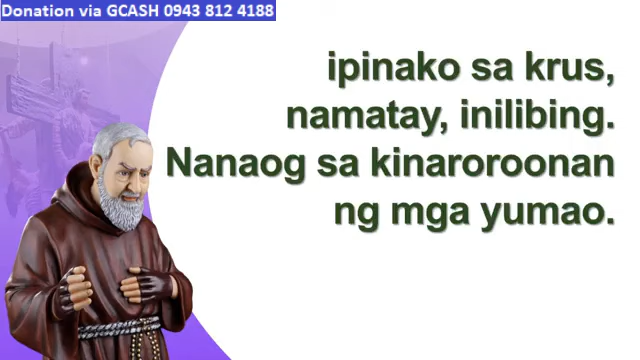 Donation via GCASH 0943 812 4188
ipinako sa krus,
namatay, inilibing.
Nanaog sa kinaroroonan
ng mga yumao.